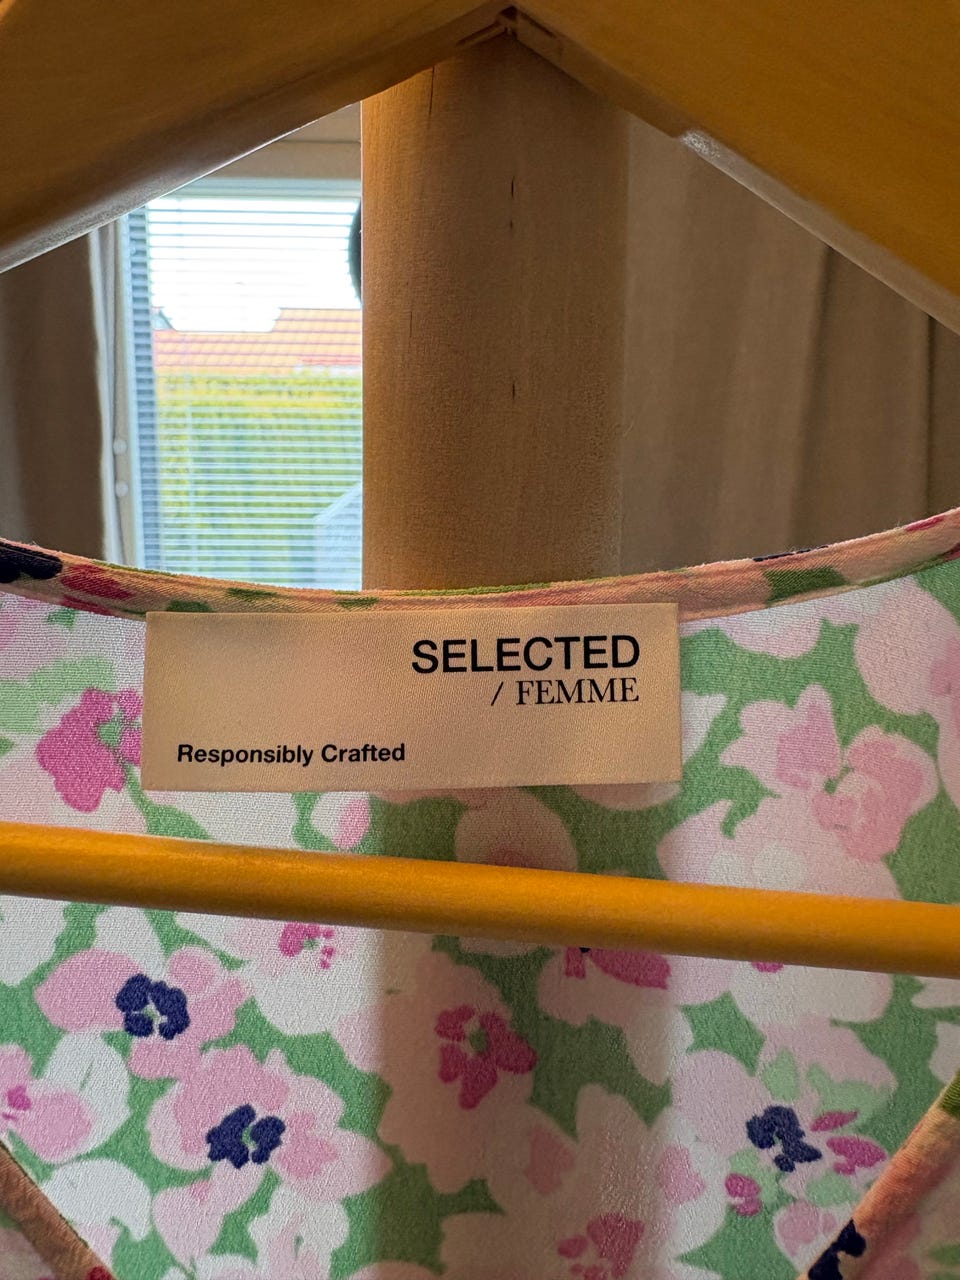 SELECTED
/ FEMME
Responsibly Crafted